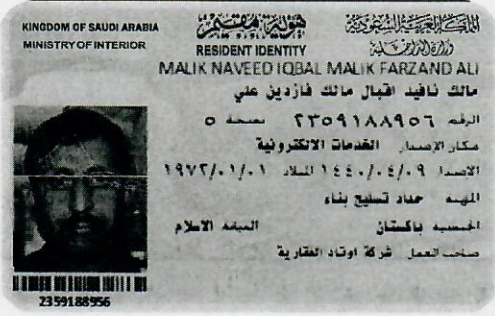 KINGDOM OF SAUDI ARABIA
MINISTRY OF INTERIOR
هوية مقيم
RESIDENT IDENTITY
المملكة العربية السعودية
وزارة الداخلية
MALIK NAVEED IQBAL MALIK FARZAND ALI
مالك نافيد اقبال مالك فازدين علي
الرقم ٢٣٥٩١٨٨٩٥٦ نسخة ٥
مكان الإصدار الخدمات الالكترونية
الاصدار ١٤٤٠/٠٤/٠٩ الميلاد ١٩٧٢/٠١/٠١
المهنة حداد تسليح بناء
الجنسية باكستان الديانة الاسلام
صاحب العمل شركة اوتاد العقارية
2359188956